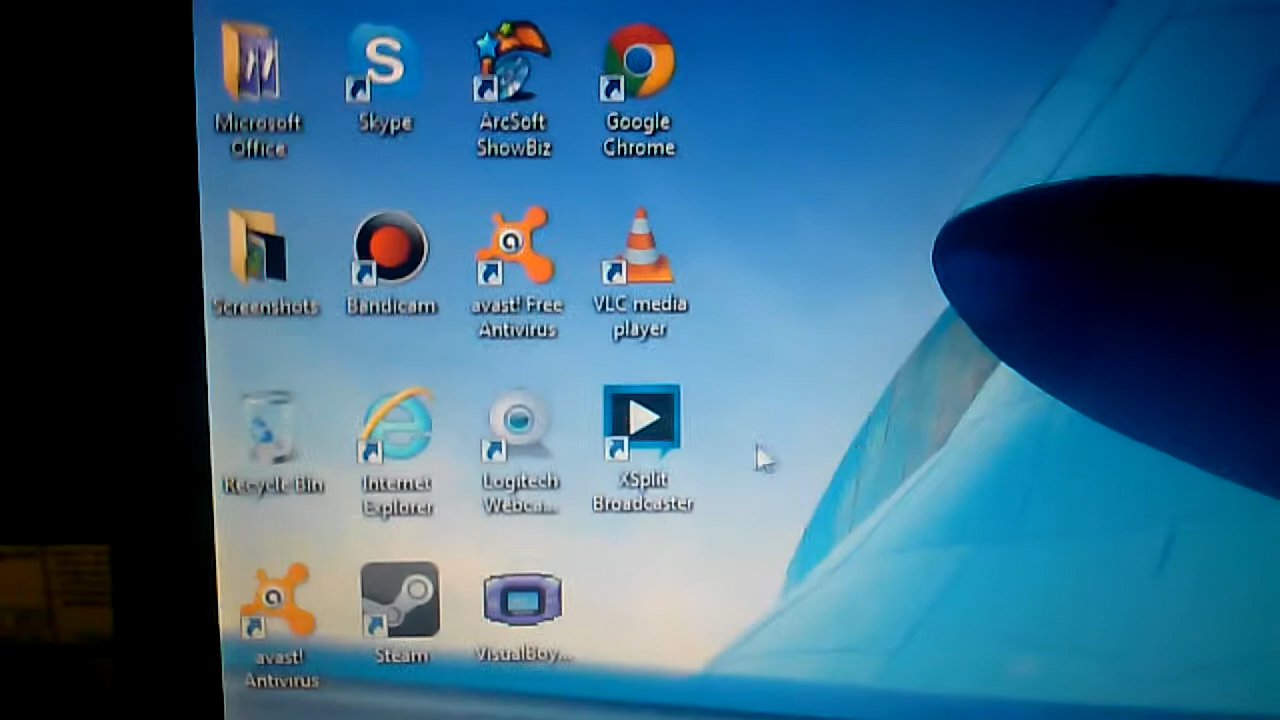 Microsoft
Office
Skype
ArcSoft
ShowBiz
Google
Chrome
Screenshots
Bandicam
avast! Free
Antivirus
VLC media
player
Recycle Bin
Internet
Explorer
Logitech
Webca...
XSplit
Broadcaster
avast!
Antivirus
Steam
VisualBoy...